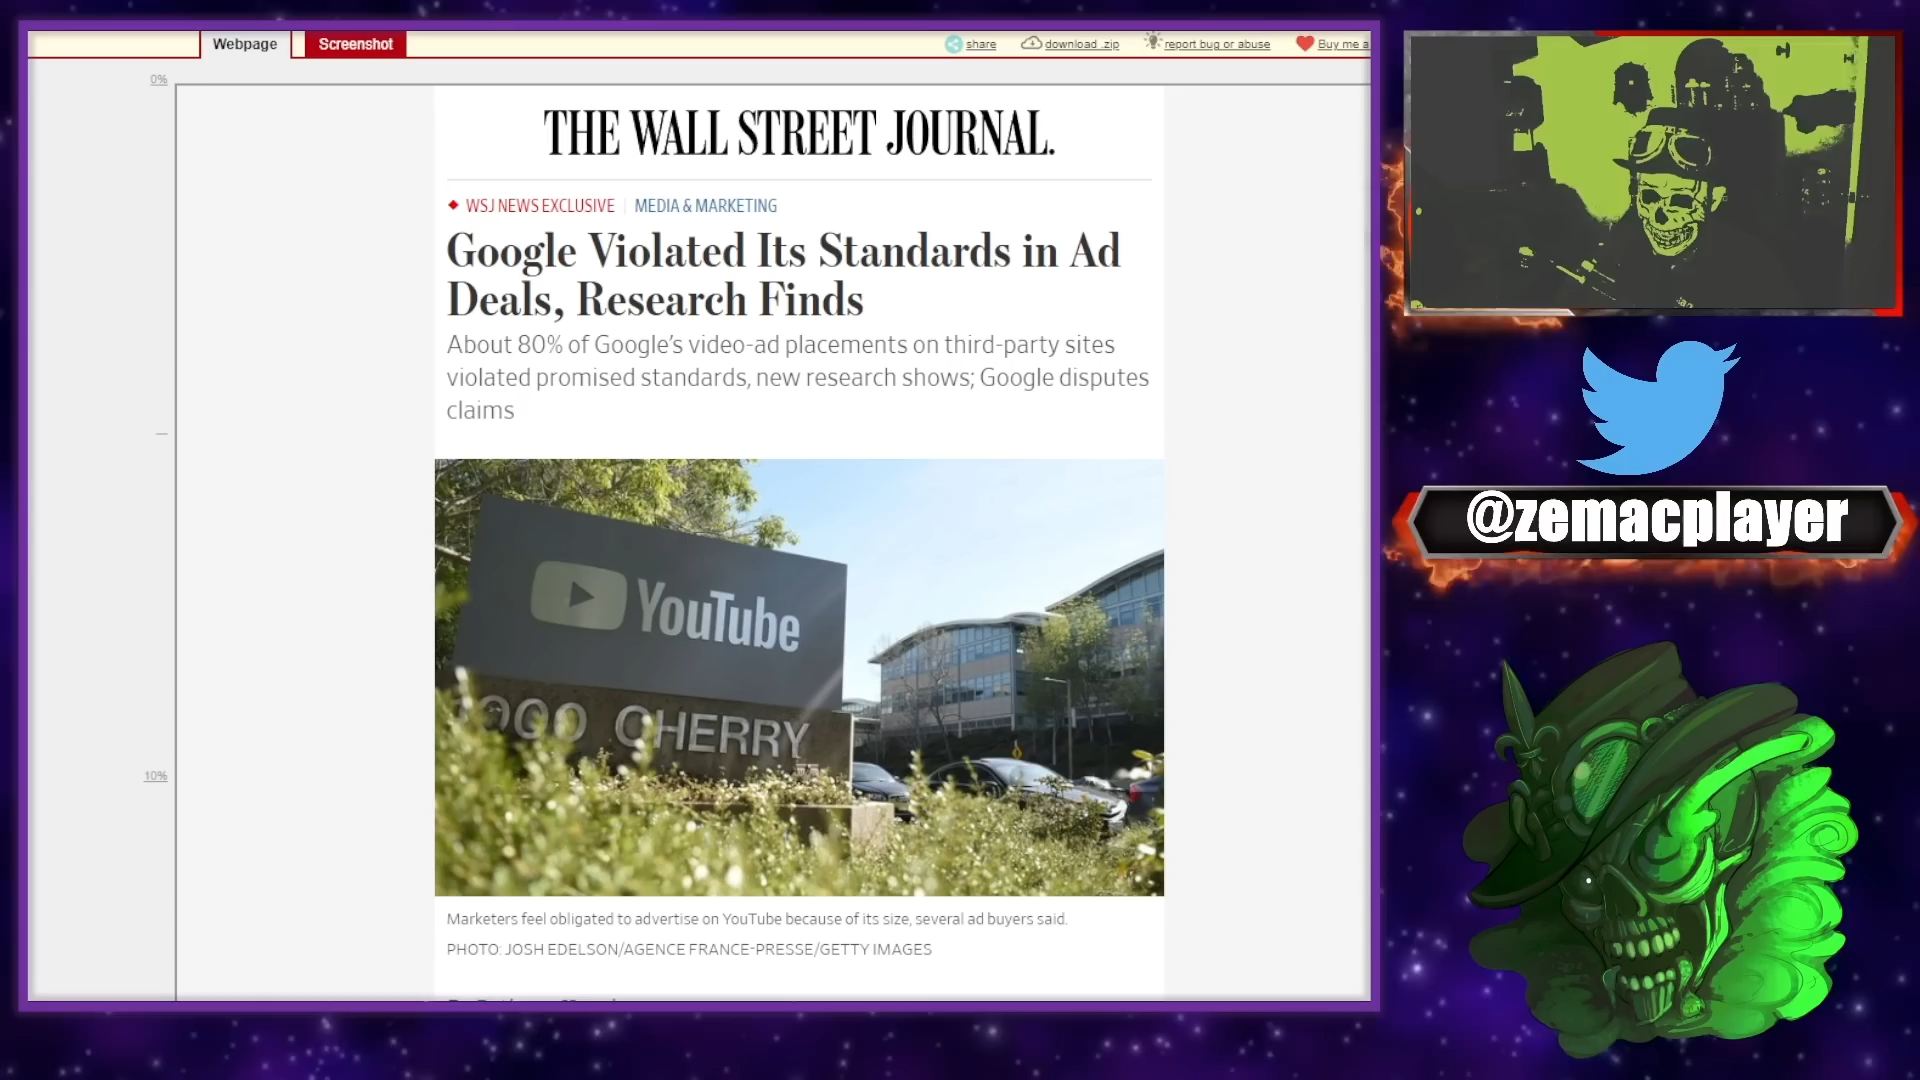 Webpage
Screenshot
share
download .zip
report bug or abuse
Buy me a
0%
THE WALL STREET JOURNAL.
WSJ NEWS EXCLUSIVE | MEDIA & MARKETING
Google Violated Its Standards in Ad
Deals, Research Finds
About 80% of Google's video-ad placements on third-party sites
violated promised standards, new research shows; Google disputes
claims
YouTube
CHERRY
10%
Marketers feel obligated to advertise on YouTube because of its size, several ad buyers said.
PHOTO: JOSH EDELSON/AGENCE FRANCE-PRESSE/GETTY IMAGES
@zemacplayer